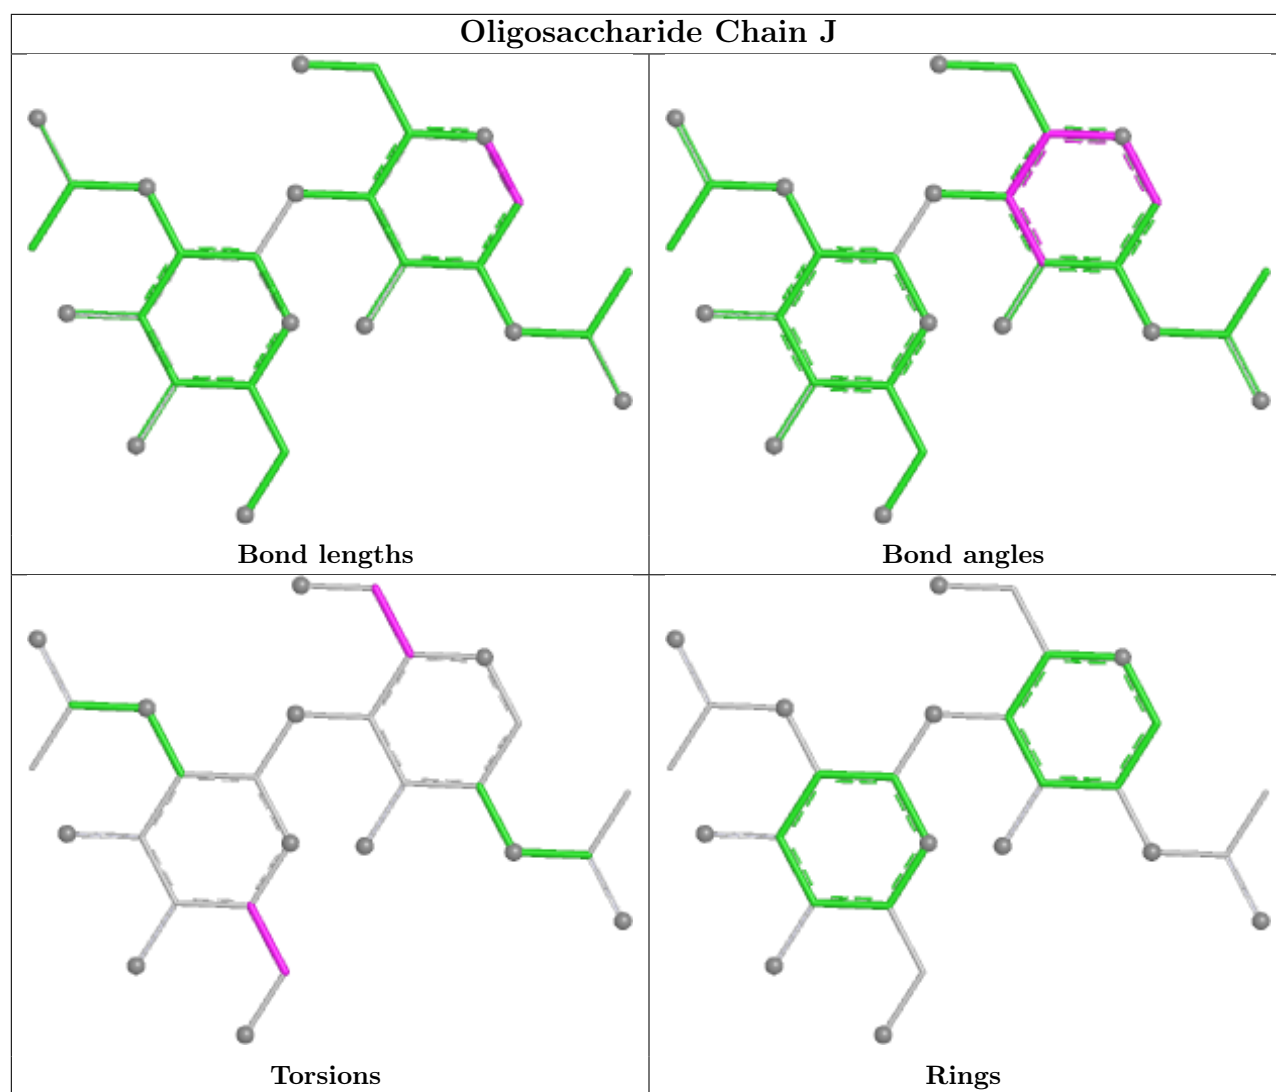 Oligosaccharide Chain J
Bond lengths
Bond angles
Torsions
Rings